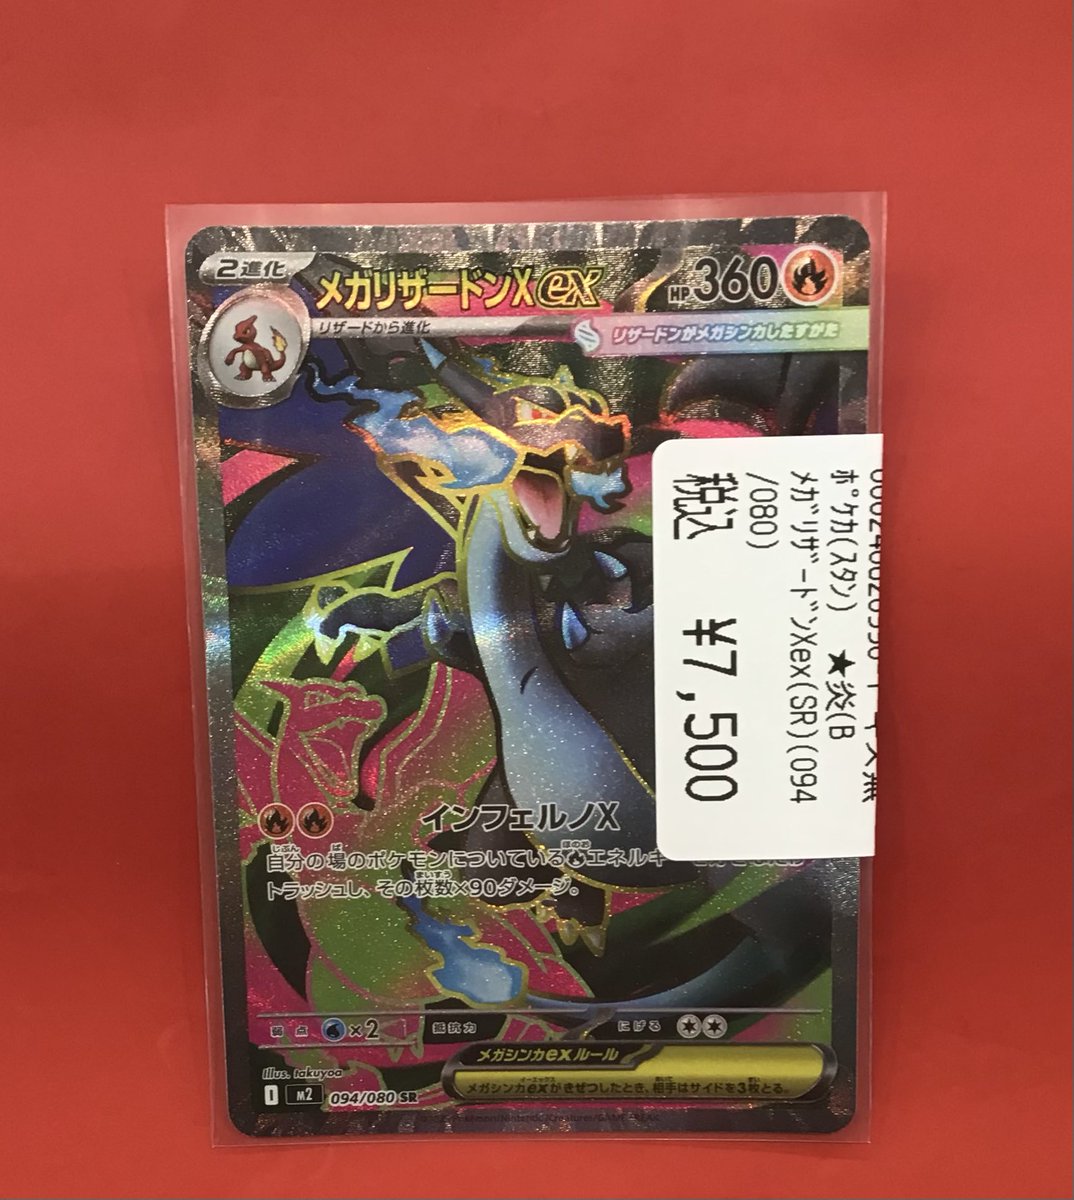 2進化
メガリザードンXex
HP360
リザードから進化
リザードンがメガシンカしたすがた
税込 ¥7,500
ポケカ(スタン) ★炎(B
メガリザードンXex(SR)(094
/080)
インフェルノX
自分の場のポケモンについているエネルギー
トラッシュし、その枚数×90ダメージ。
弱点 ×2 抵抗力 にげる
メガシンカexルール
メガシンカexがきぜつしたとき、相手はサイドを3枚とる。
Illus. takuyoa
I M2 094/080 SR